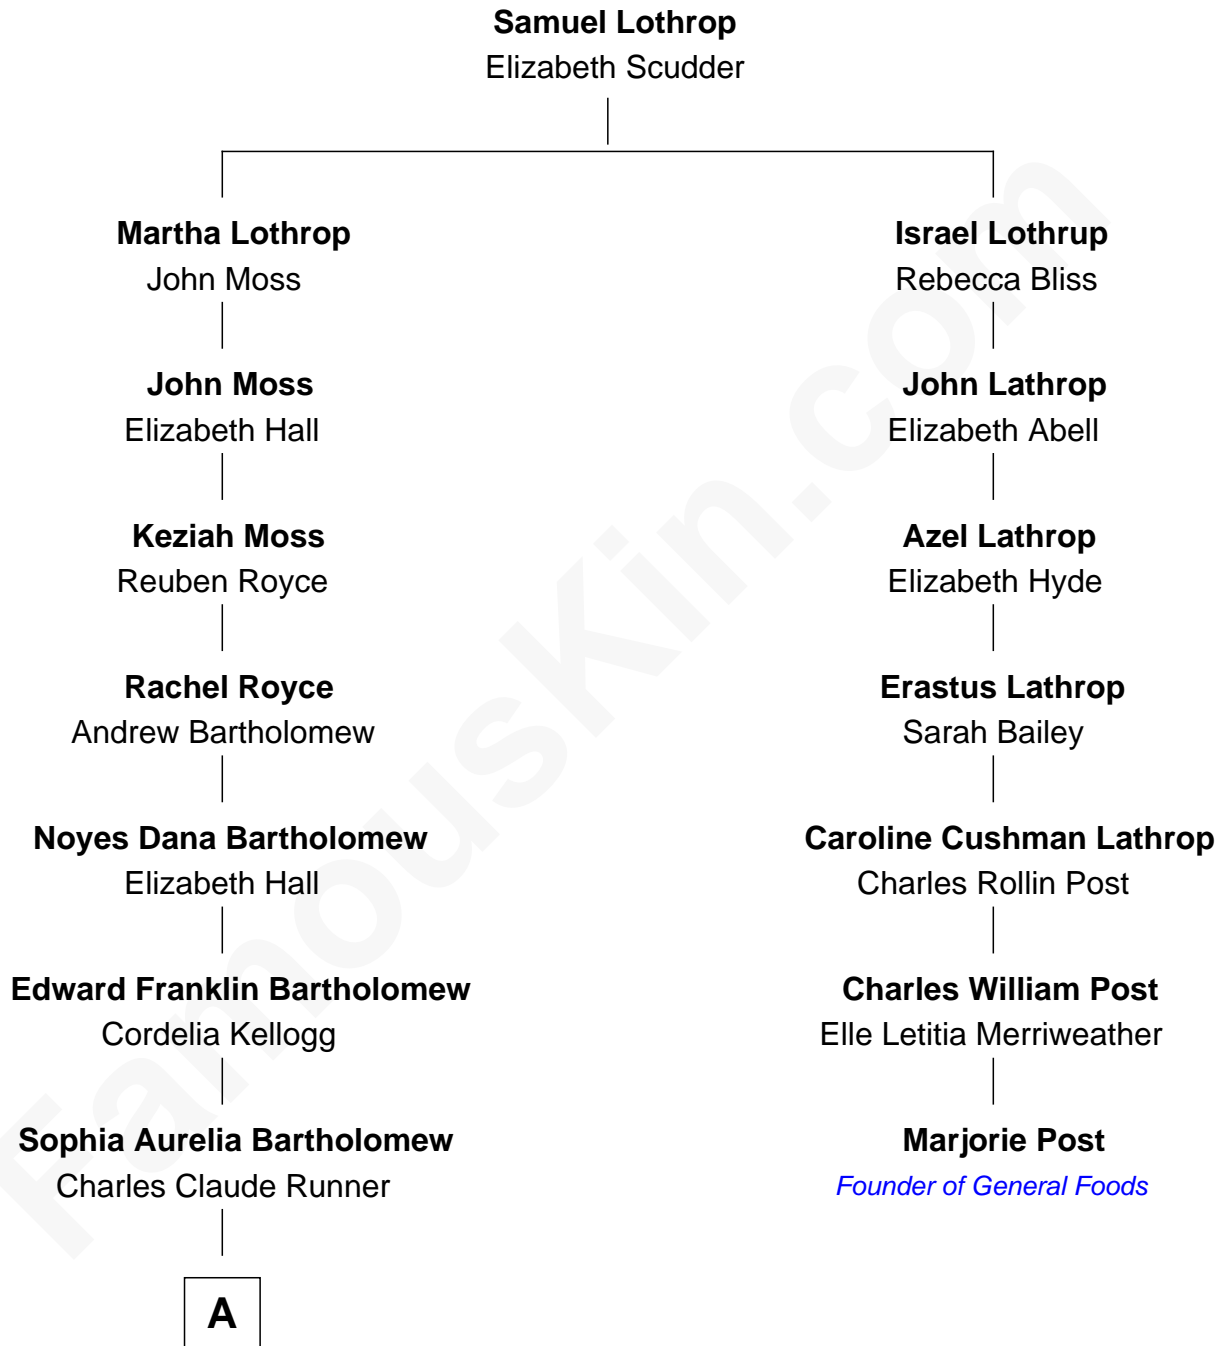 Samuel Lothrop
Elizabeth Scudder
Martha Lothrop
John Moss
John Moss
Elizabeth Hall
Keziah Moss
Reuben Royce
Rachel Royce
Andrew Bartholomew
Noyes Dana Bartholomew
Elizabeth Hall
Edward Franklin Bartholomew
Cordelia Kellogg
Sophia Aurelia Bartholomew
Charles Claude Runner
A
Israel Lothrup
Rebecca Bliss
John Lathrop
Elizabeth Abell
Azel Lathrop
Elizabeth Hyde
Erastus Lathrop
Sarah Bailey
Caroline Cushman Lathrop
Charles Rollin Post
Charles William Post
Elle Letitia Merriweather
Marjorie Post
Founder of General Foods
FamousKin.com